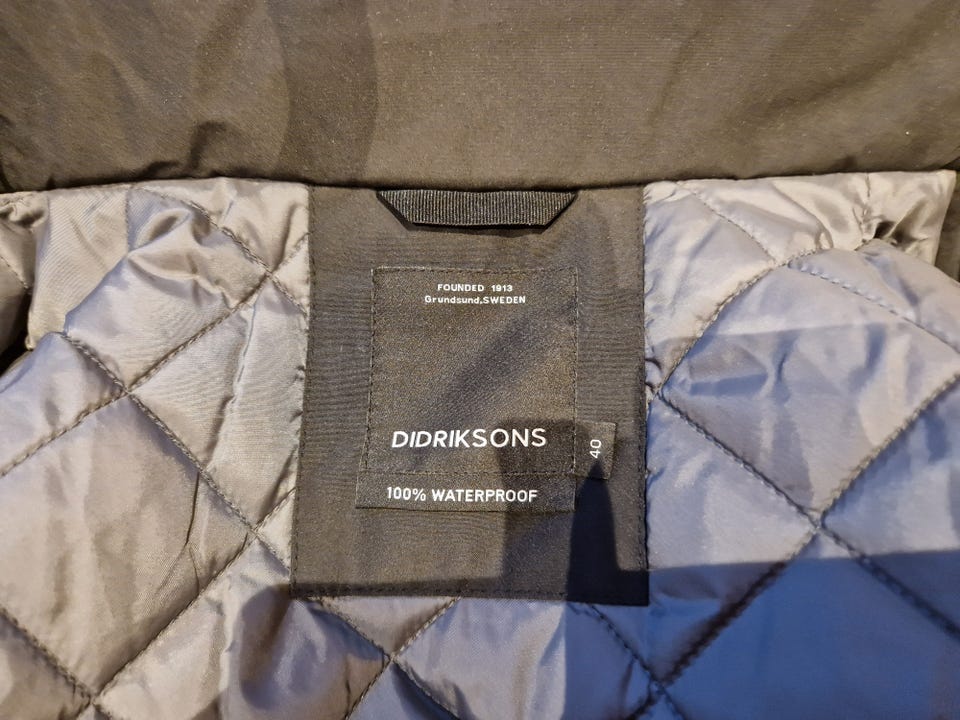 FOUNDED 1913
Grundsund,SWEDEN
DIDRIKSONS
40
100% WATERPROOF